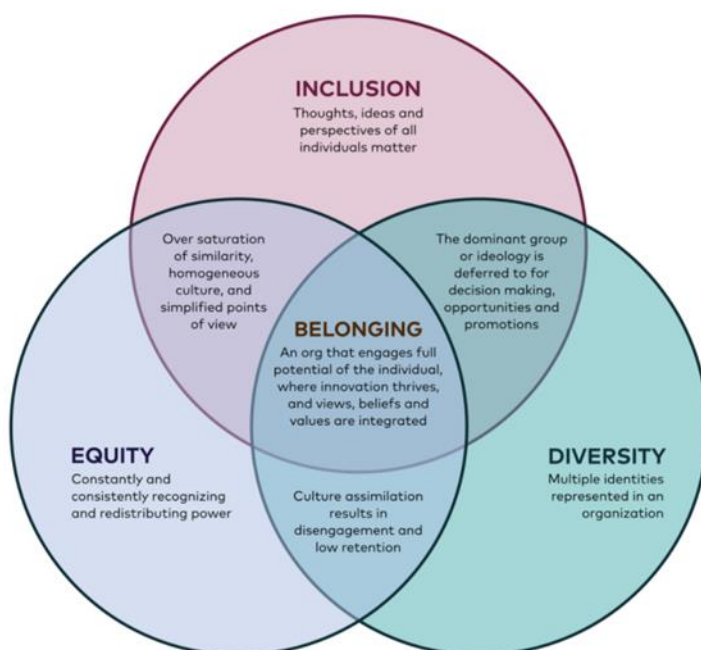 INCLUSION
Thoughts, ideas and
perspectives of all
individuals matter
Over saturation
of similarity,
homogeneous
culture, and
simplified points
of view
The dominant group
or ideology is
deferred to for
decision making,
opportunities and
promotions
BELONGING
An org that engages full
potential of the individual,
where innovation thrives,
and views, beliefs and
values are integrated
EQUITY
Constantly and
consistently recognizing
and redistributing power
DIVERSITY
Multiple identities
represented in an
organization
Culture assimilation
results in
disengagement and
low retention